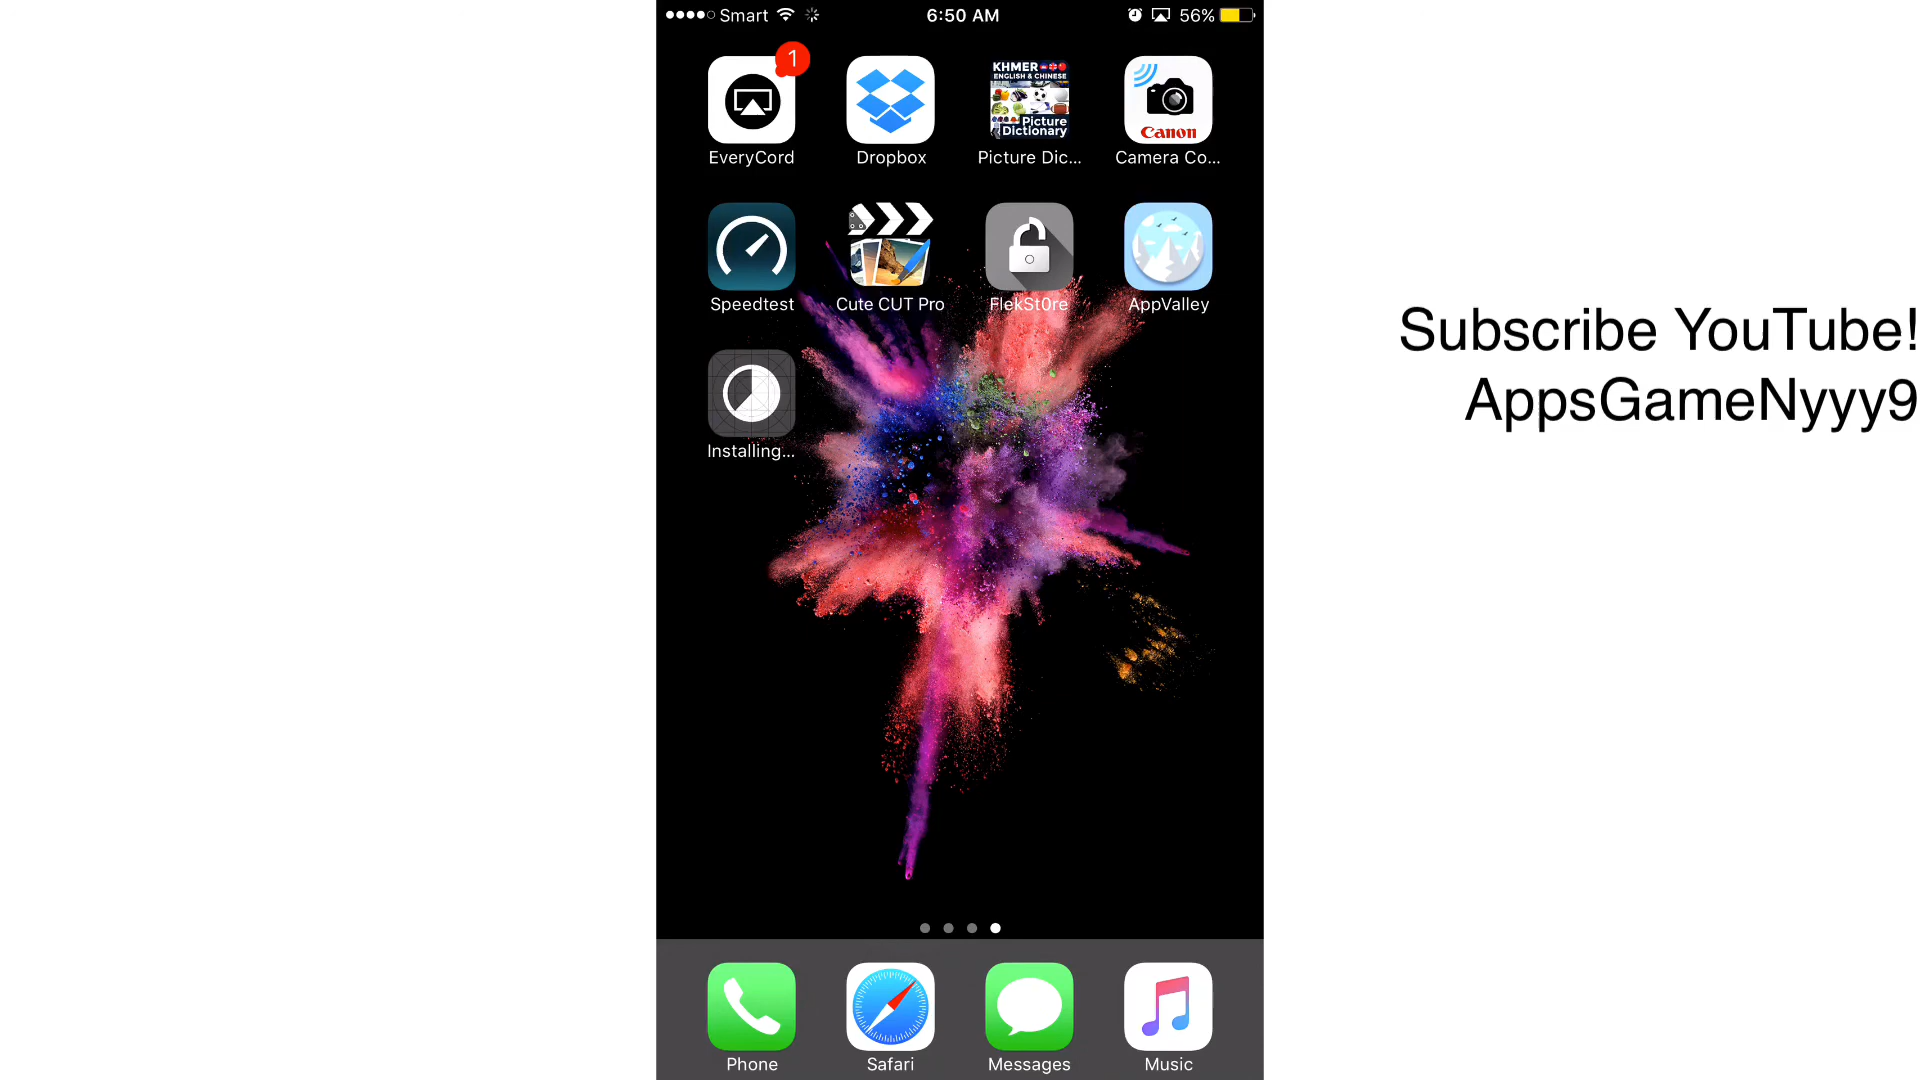 Smart 6:50 AM 56%
1
KHMER
ENGLISH & CHINESE
Picture
Dictionary
Canon
EveryCord Dropbox Picture Dic... Camera Co...
Speedtest Cute CUT Pro FlekSt0re AppValley
Installing...
Phone Safari Messages Music
Subscribe YouTube!
AppsGameNyyy9